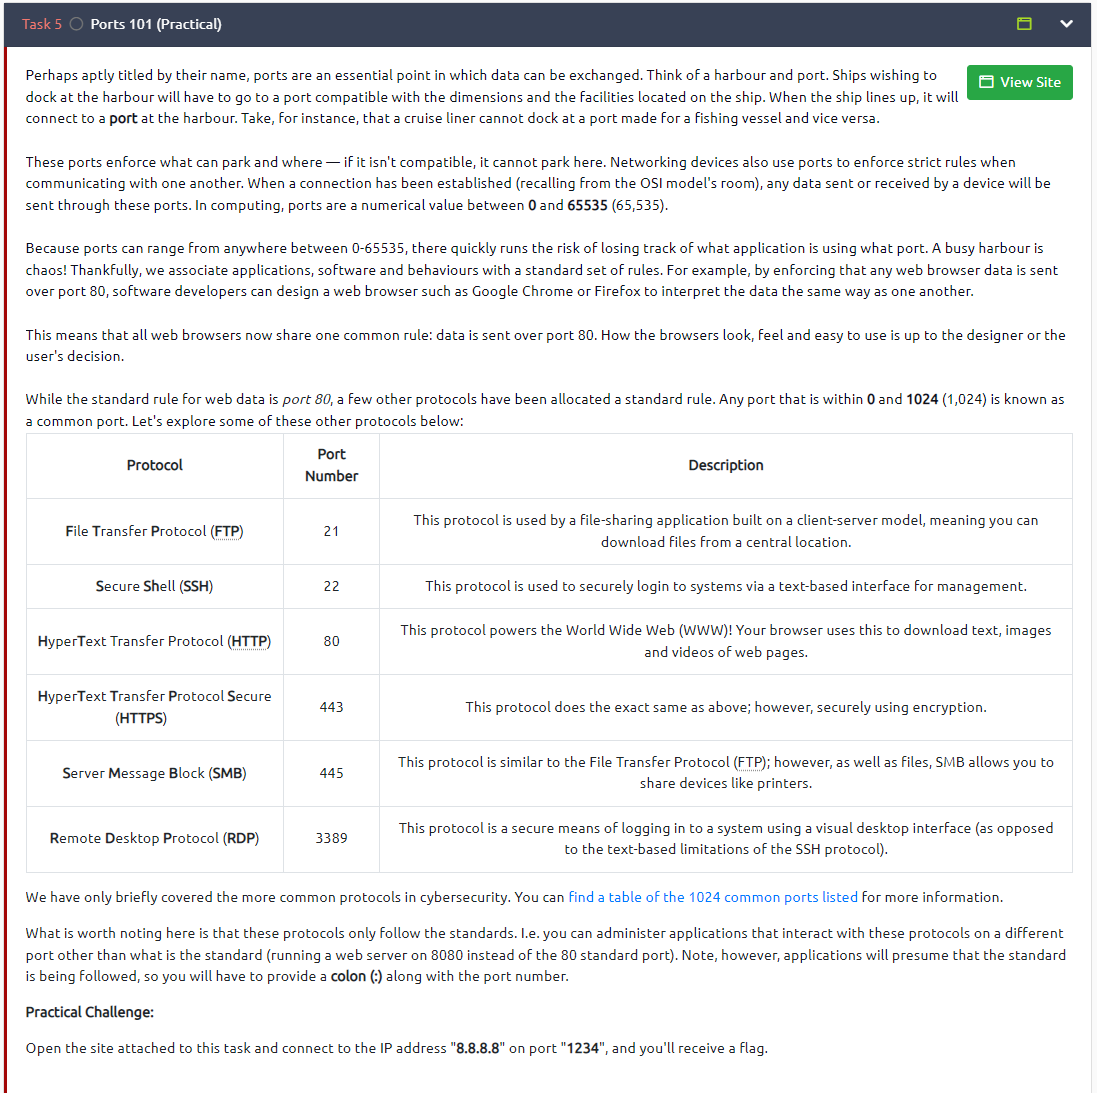 Task 5 Ports 101 (Practical)
View Site
Perhaps aptly titled by their name, ports are an essential point in which data can be exchanged. Think of a harbour and port. Ships wishing to
dock at the harbour will have to go to a port compatible with the dimensions and the facilities located on the ship. When the ship lines up, it will
connect to a port at the harbour. Take, for instance, that a cruise liner cannot dock at a port made for a fishing vessel and vice versa.
These ports enforce what can park and where — if it isn't compatible, it cannot park here. Networking devices also use ports to enforce strict rules when
communicating with one another. When a connection has been established (recalling from the OSI model's room), any data sent or received by a device will be
sent through these ports. In computing, ports are a numerical value between 0 and 65535 (65,535).
Because ports can range from anywhere between 0-65535, there quickly runs the risk of losing track of what application is using what port. A busy harbour is
chaos! Thankfully, we associate applications, software and behaviours with a standard set of rules. For example, by enforcing that any web browser data is sent
over port 80, software developers can design a web browser such as Google Chrome or Firefox to interpret the data the same way as one another.
This means that all web browsers now share one common rule: data is sent over port 80. How the browsers look, feel and easy to use is up to the designer or the
user's decision.
While the standard rule for web data is port 80, a few other protocols have been allocated a standard rule. Any port that is within 0 and 1024 (1,024) is known as
a common port. Let's explore some of these other protocols below:
Protocol
Port
Number
Description
File Transfer Protocol (FTP)
21
This protocol is used by a file-sharing application built on a client-server model, meaning you can
download files from a central location.
Secure Shell (SSH)
22
This protocol is used to securely login to systems via a text-based interface for management.
HyperText Transfer Protocol (HTTP)
80
This protocol powers the World Wide Web (WWW)! Your browser uses this to download text, images
and videos of web pages.
HyperText Transfer Protocol Secure
(HTTPS)
443
This protocol does the exact same as above; however, securely using encryption.
Server Message Block (SMB)
445
This protocol is similar to the File Transfer Protocol (FTP); however, as well as files, SMB allows you to
share devices like printers.
Remote Desktop Protocol (RDP)
3389
This protocol is a secure means of logging in to a system using a visual desktop interface (as opposed
to the text-based limitations of the SSH protocol).
We have only briefly covered the more common protocols in cybersecurity. You can find a table of the 1024 common ports listed for more information.
What is worth noting here is that these protocols only follow the standards. I.e. you can administer applications that interact with these protocols on a different
port other than what is the standard (running a web server on 8080 instead of the 80 standard port). Note, however, applications will presume that the standard
is being followed, so you will have to provide a colon (:) along with the port number.
Practical Challenge:
Open the site attached to this task and connect to the IP address "8.8.8.8" on port "1234", and you'll receive a flag.